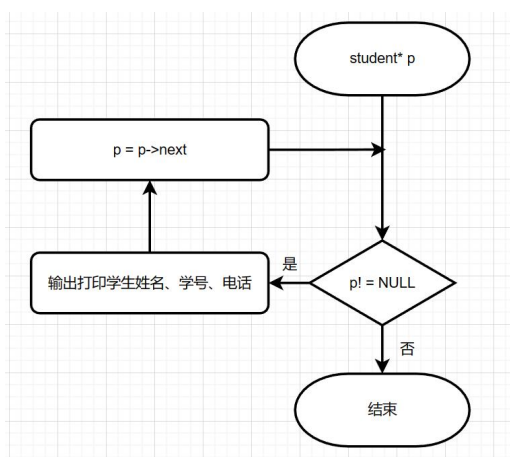 student* p
p = p->next
是
输出打印学生姓名、学号、电话
p! = NULL
否
结束